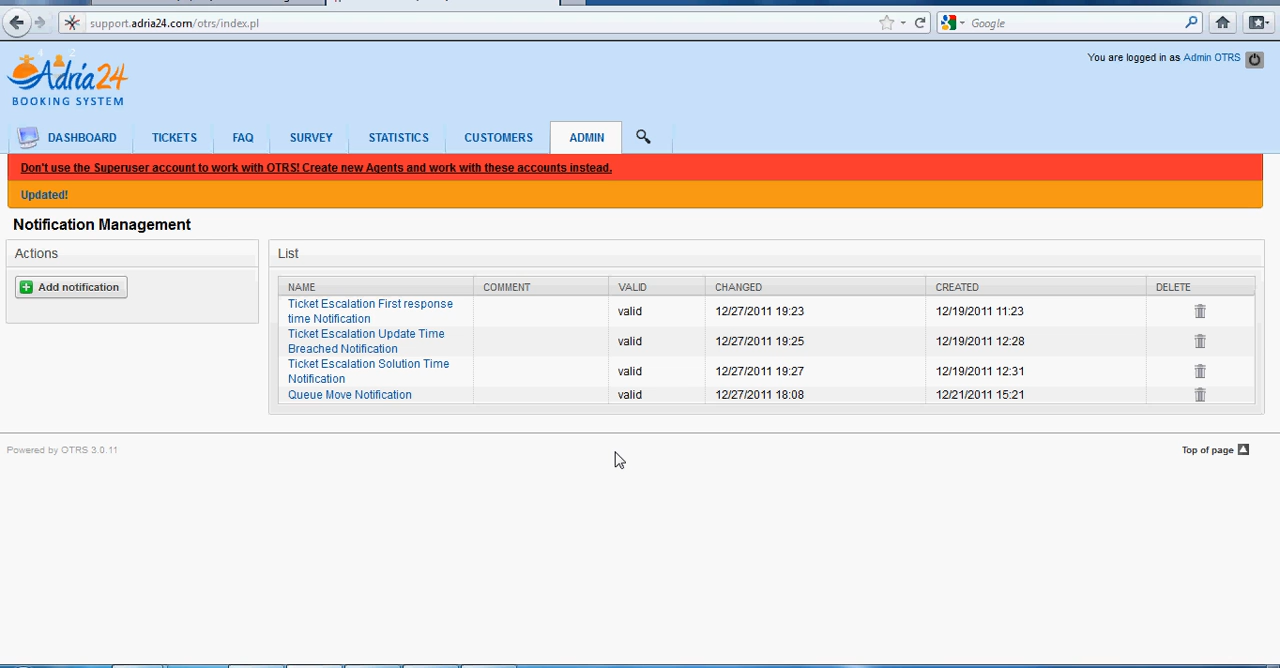 support.adria24.com/otrs/index.pl
Google
You are logged in as Admin OTRS
Adria24
BOOKING SYSTEM
DASHBOARD TICKETS FAQ SURVEY STATISTICS CUSTOMERS ADMIN
Don't use the Superuser account to work with OTRS! Create new Agents and work with these accounts instead.
Updated!
Notification Management
Actions
Add notification
List
NAME COMMENT VALID CHANGED CREATED DELETE
Ticket Escalation First response
time Notification
valid 12/27/2011 19:23 12/19/2011 11:23
Ticket Escalation Update Time
Breached Notification
valid 12/27/2011 19:25 12/19/2011 12:28
Ticket Escalation Solution Time
Notification
valid 12/27/2011 19:27 12/19/2011 12:31
Queue Move Notification valid 12/27/2011 18:08 12/21/2011 15:21
Powered by OTRS 3.0.11
Top of page